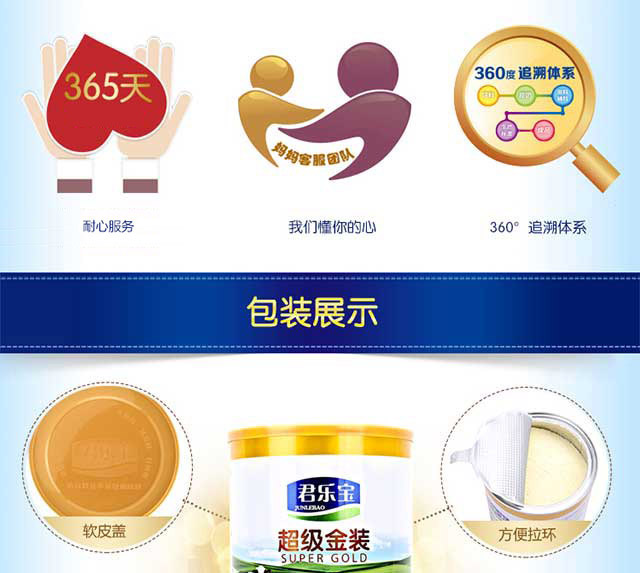 365天
妈妈客服团队
360度 追溯体系
成品
耐心服务
我们懂你的心
360° 追溯体系
包装展示
君乐宝
JUNLEBAO
超级金装
SUPER GOLD
软皮盖
方便拉环